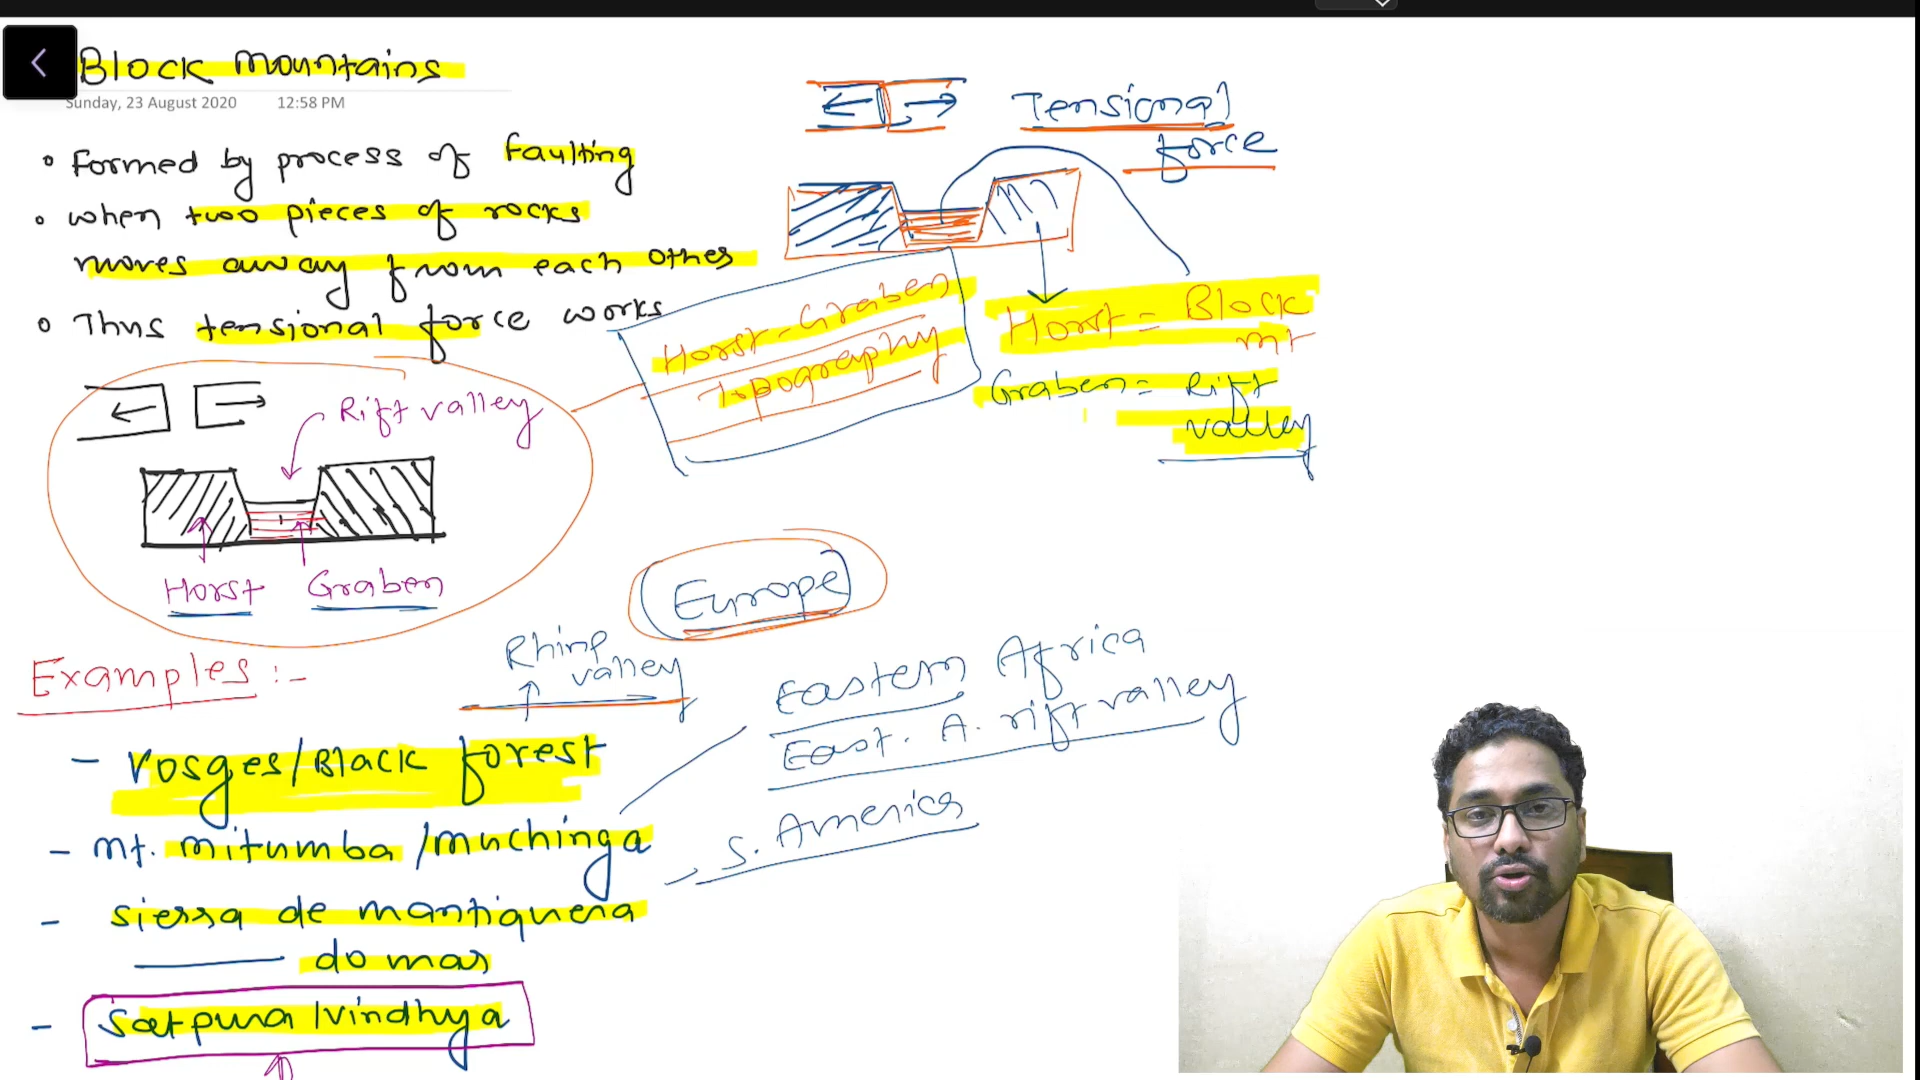 Block Mountains
Sunday, 23 August 2020 12:58 PM
Formed by process of faulting
when two pieces of rocks
moves away from each other
Thus tensional force works
Tensional
force
Horst-Graben
Topography
Horst = Block
mt
Graben = Rift
valley
Rift valley
Horst Graben
Europe
Examples :-
Rhine
valley
Eastern Africa
East. A. rift valley
S. America
- Vosges/Black forest
- Mt. mitumba/muchinga
- sierra de mantiquera
do mar
- Satpura/vindhya